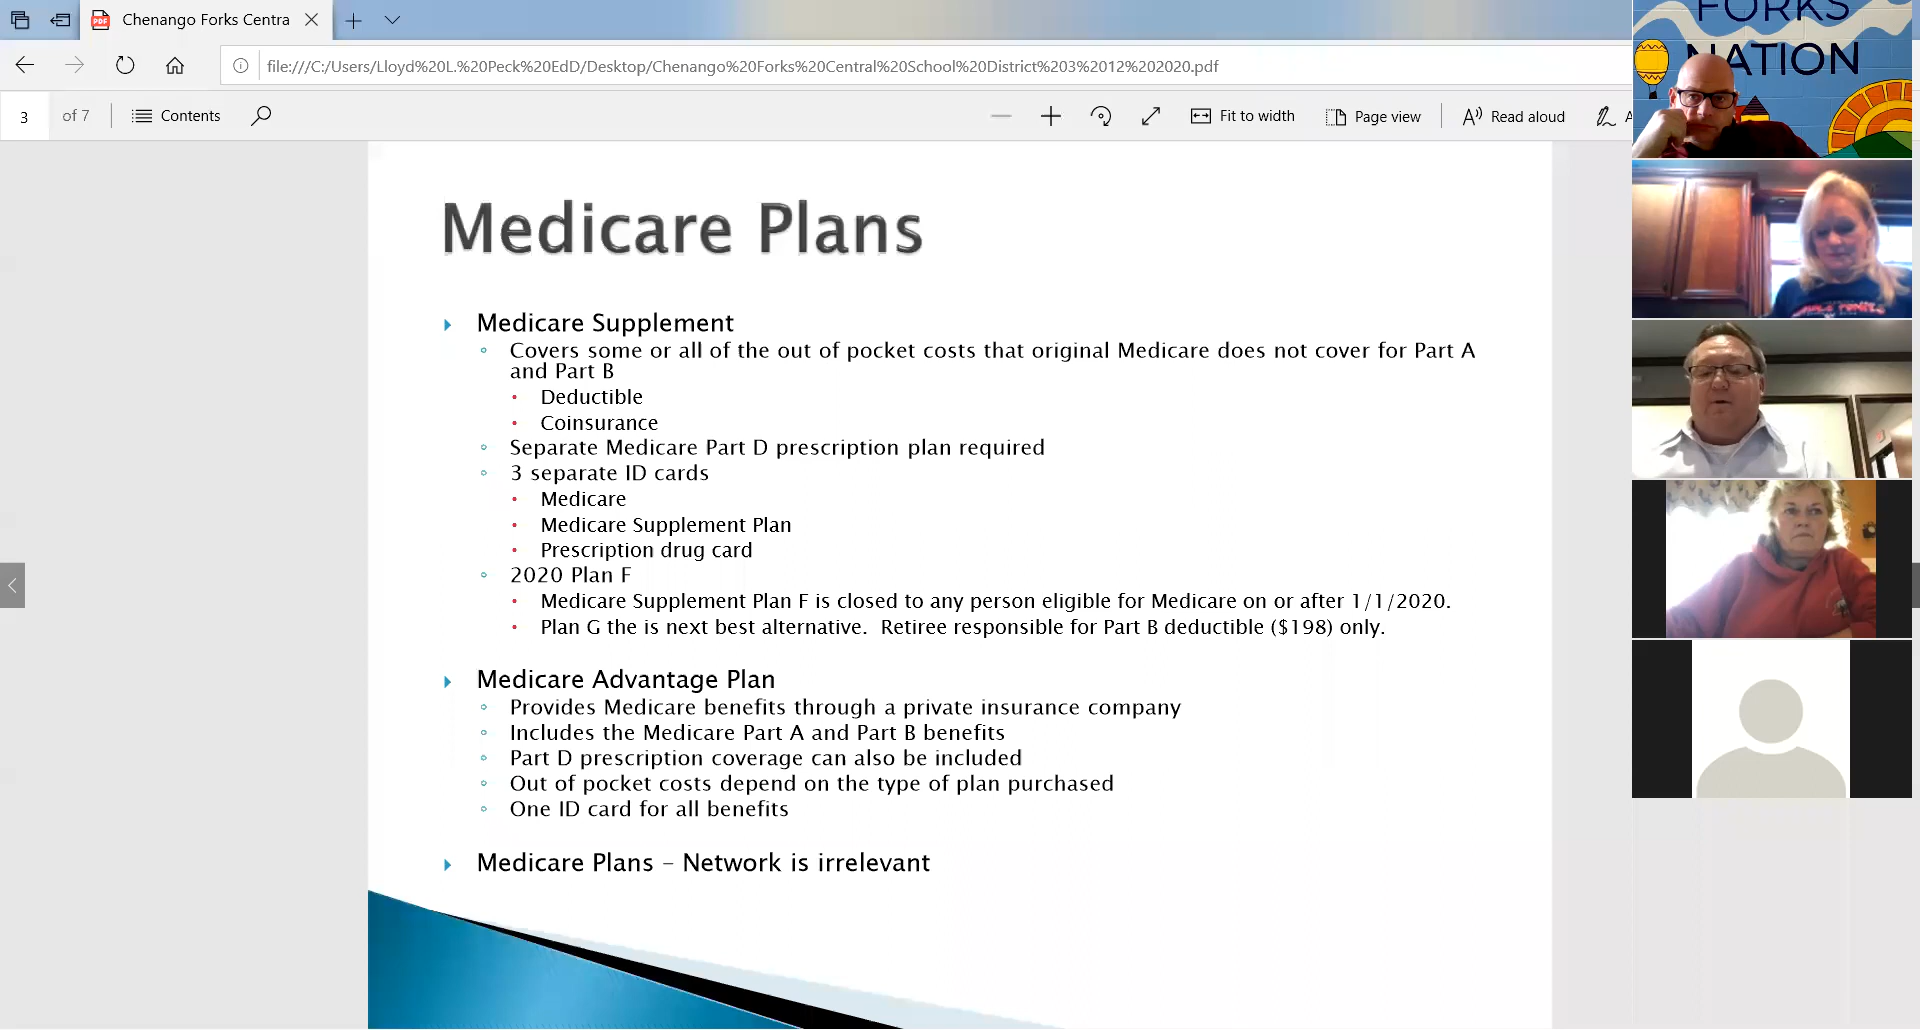 Chenango Forks Centra
file:///C:/Users/Lloyd%20L.%20Peck%20EdD/Desktop/Chenango%20Forks%20Central%20School%20District%203%2012%202020.pdf
3 of 7
Contents
Fit to width
Page view
Read aloud
A
FORKS
NATION
Medicare Plans
Medicare Supplement
Covers some or all of the out of pocket costs that original Medicare does not cover for Part A
and Part B
Deductible
Coinsurance
Separate Medicare Part D prescription plan required
3 separate ID cards
Medicare
Medicare Supplement Plan
Prescription drug card
2020 Plan F
Medicare Supplement Plan F is closed to any person eligible for Medicare on or after 1/1/2020.
Plan G the is next best alternative.  Retiree responsible for Part B deductible ($198) only.
Medicare Advantage Plan
Provides Medicare benefits through a private insurance company
Includes the Medicare Part A and Part B benefits
Part D prescription coverage can also be included
Out of pocket costs depend on the type of plan purchased
One ID card for all benefits
Medicare Plans – Network is irrelevant